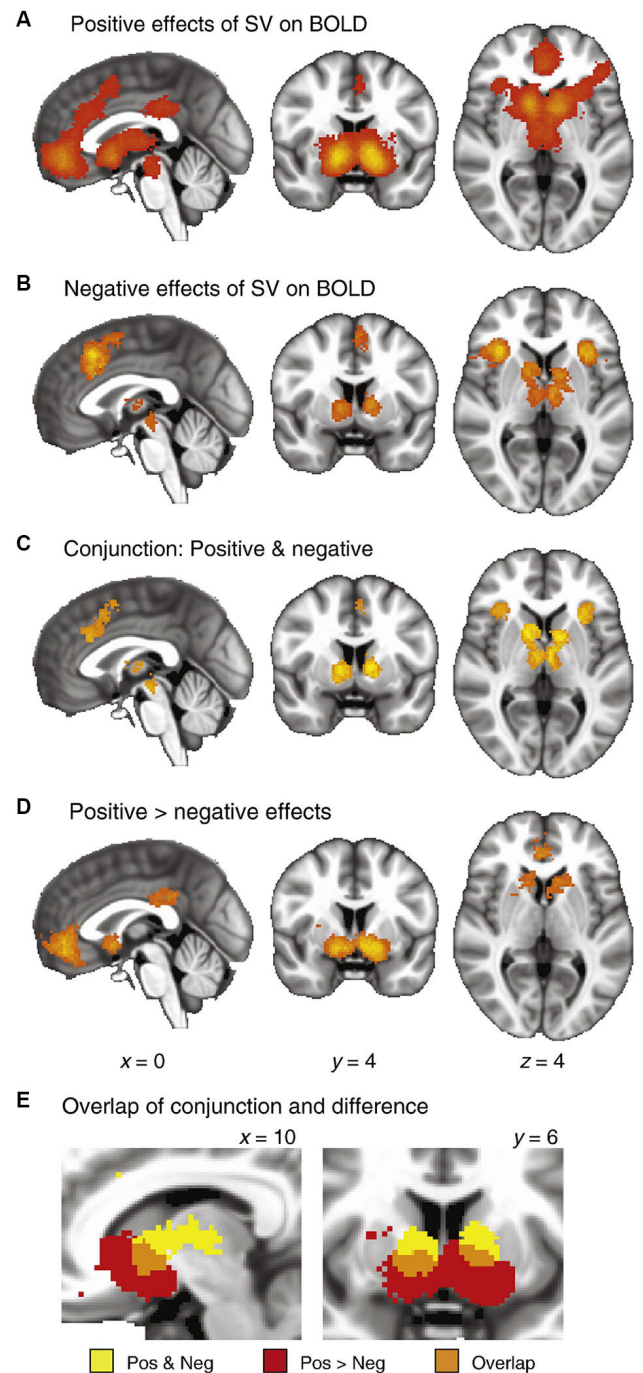 A Positive effects of SV on BOLD
B Negative effects of SV on BOLD
C Conjunction: Positive & negative
D Positive > negative effects
x = 0 y = 4 z = 4
E Overlap of conjunction and difference
x = 10 y = 6
Pos & Neg Pos > Neg Overlap